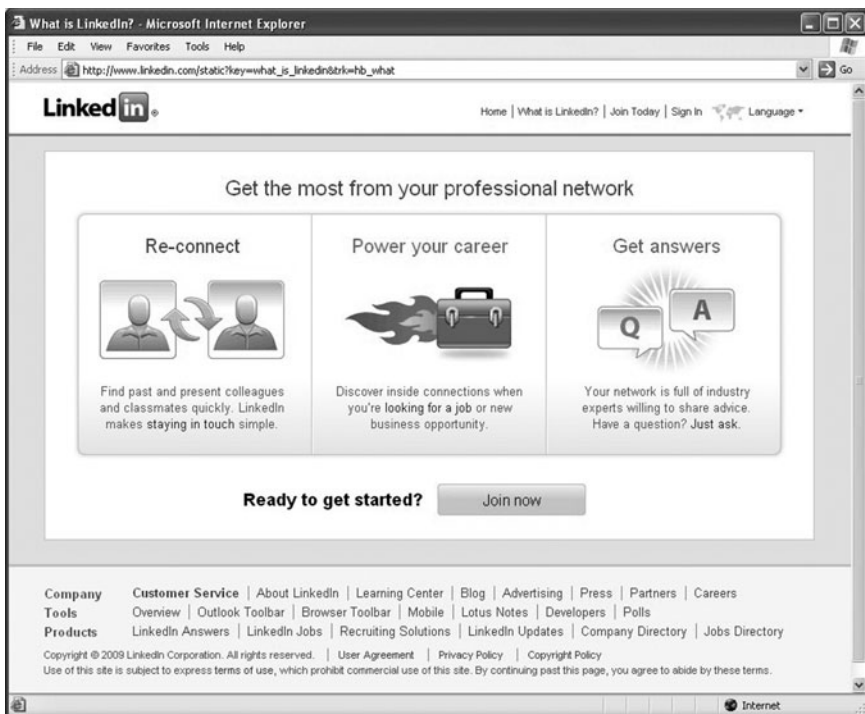 What is LinkedIn? - Microsoft Internet Explorer
File Edit View Favorites Tools Help
Address http://www.linkedin.com/static?key=what_is_linkedin&trk=hb_what Go
Linked in ®
Home | What is LinkedIn? | Join Today | Sign In Language
Get the most from your professional network
Re-connect Power your career Get answers
Q A
Find past and present colleagues Discover inside connections when Your network is full of industry
and classmates quickly. LinkedIn you're looking for a job or new experts willing to share advice.
makes staying in touch simple. business opportunity. Have a question? Just ask.
Ready to get started? Join now
Company Customer Service | About LinkedIn | Learning Center | Blog | Advertising | Press | Partners | Careers
Tools Overview | Outlook Toolbar | Browser Toolbar | Mobile | Lotus Notes | Developers | Polls
Products LinkedIn Answers | LinkedIn Jobs | Recruiting Solutions | LinkedIn Updates | Company Directory | Jobs Directory
Copyright © 2009 LinkedIn Corporation. All rights reserved. | User Agreement | Privacy Policy | Copyright Policy
Use of this site is subject to express terms of use, which prohibit commercial use of this site. By continuing past this page, you agree to abide by these terms.
Internet